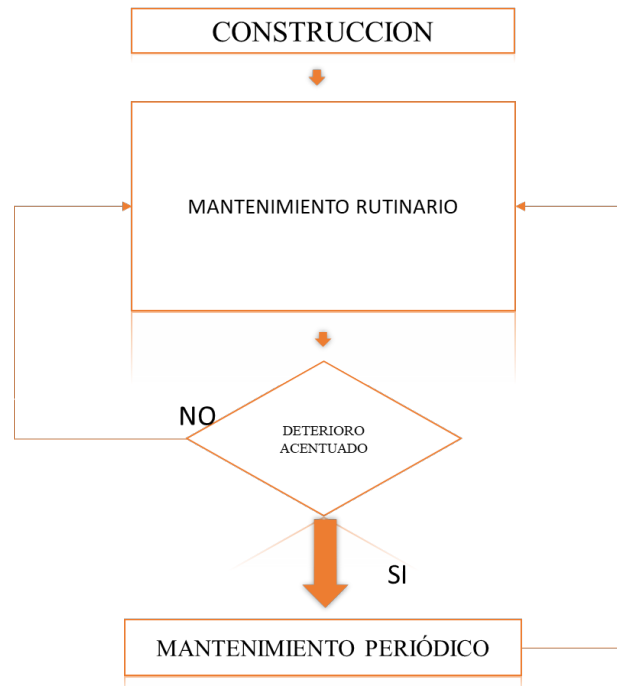 CONSTRUCCION
MANTENIMIENTO RUTINARIO
NO
DETERIORO
ACENTUADO
SI
MANTENIMIENTO PERIÓDICO